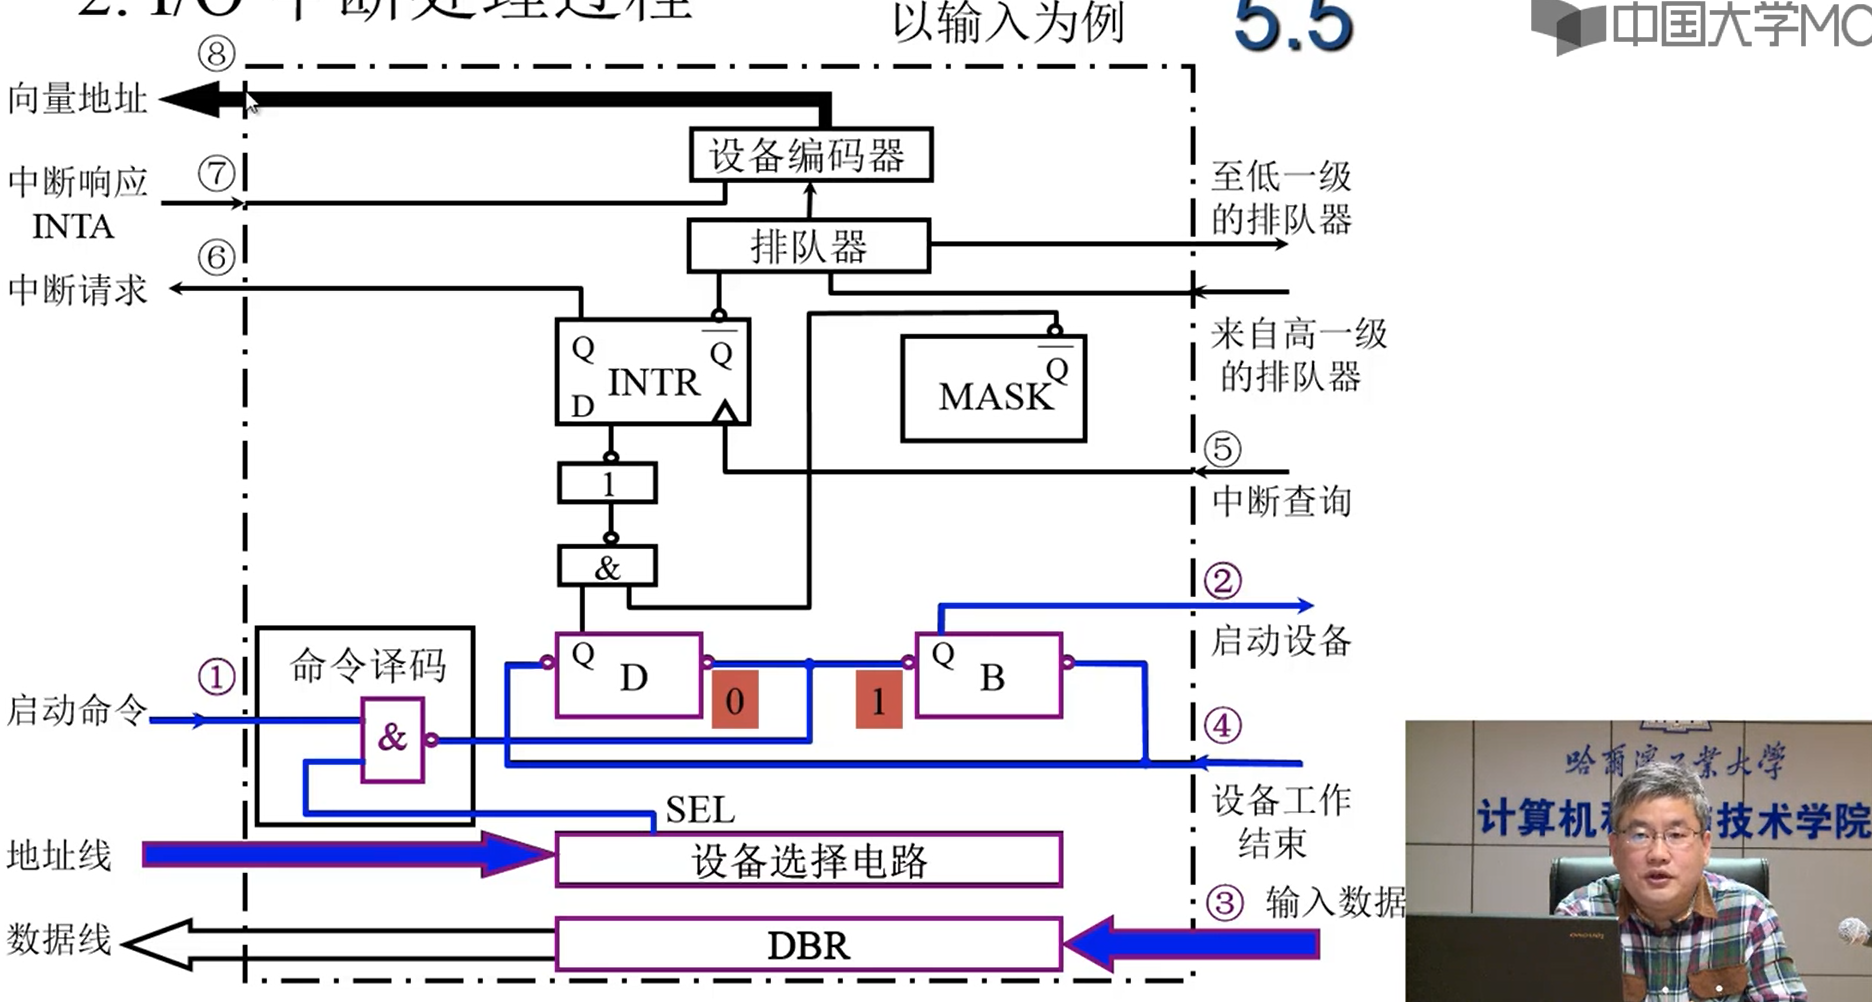 2. I/O 中断处理过程
以输入为例
5.5
中国大学MO
⑧
向量地址
设备编码器
中断响应
INTA
⑦
至低一级
的排队器
排队器
⑥
中断请求
来自高一级
的排队器
Q
Q
INTR
D
Q
MASK
⑤
中断查询
1
&
②
启动设备
命令译码
①
启动命令
&
Q
D
0
1
Q
B
④
设备工作
结束
SEL
地址线
设备选择电路
③ 输入数据
数据线
DBR
哈尔滨工业大学
计算机科 技术学院
lenovo